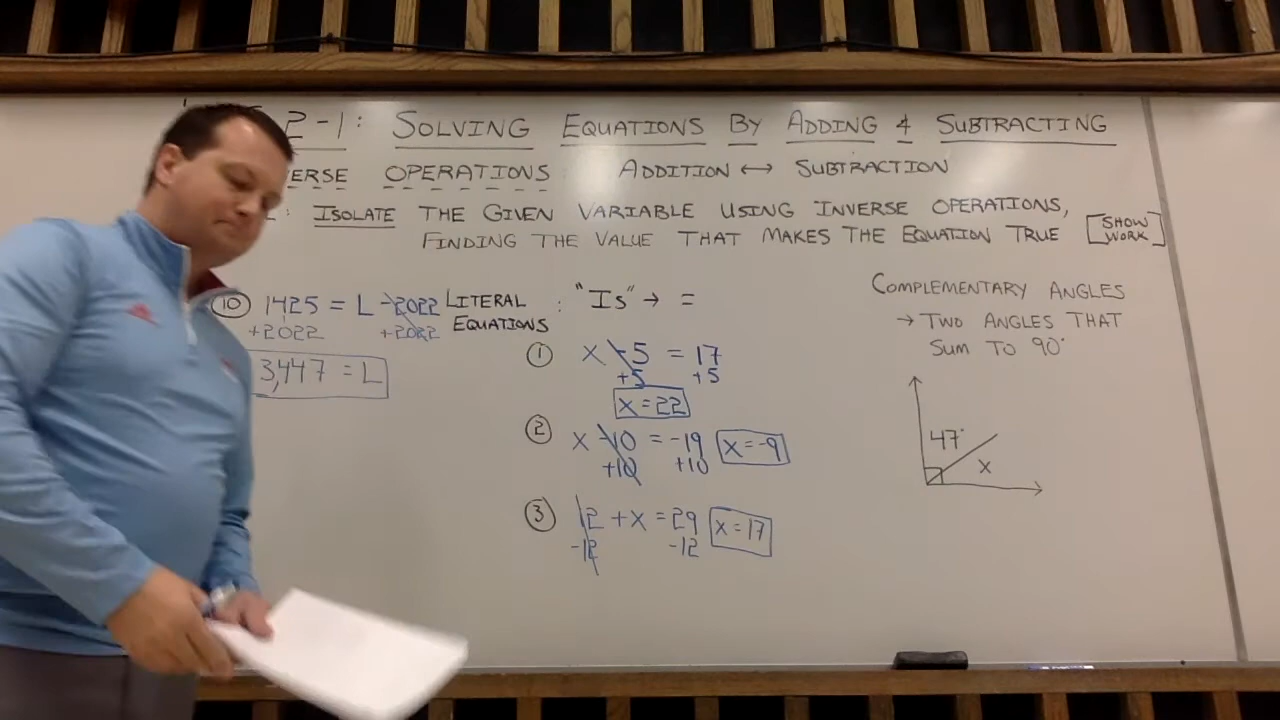 2-1: SOLVING EQUATIONS BY ADDING & SUBTRACTING
ERSE OPERATIONS: ADDITION ↔ SUBTRACTION
: ISOLATE THE GIVEN VARIABLE USING INVERSE OPERATIONS,
FINDING THE VALUE THAT MAKES THE EQUATION TRUE [SHOW WORK]
10 1425 = L -2022
+2022 +2022
3,447 = L
LITERAL
EQUATIONS
: "IS" → =
1 x -5 = 17
+5 +5
x = 22
2 x -10 = -19 x = -9
+10 +10
3 12 + x = 29 x = 17
-12 -12
COMPLEMENTARY ANGLES
→ TWO ANGLES THAT
SUM TO 90°
47°
x